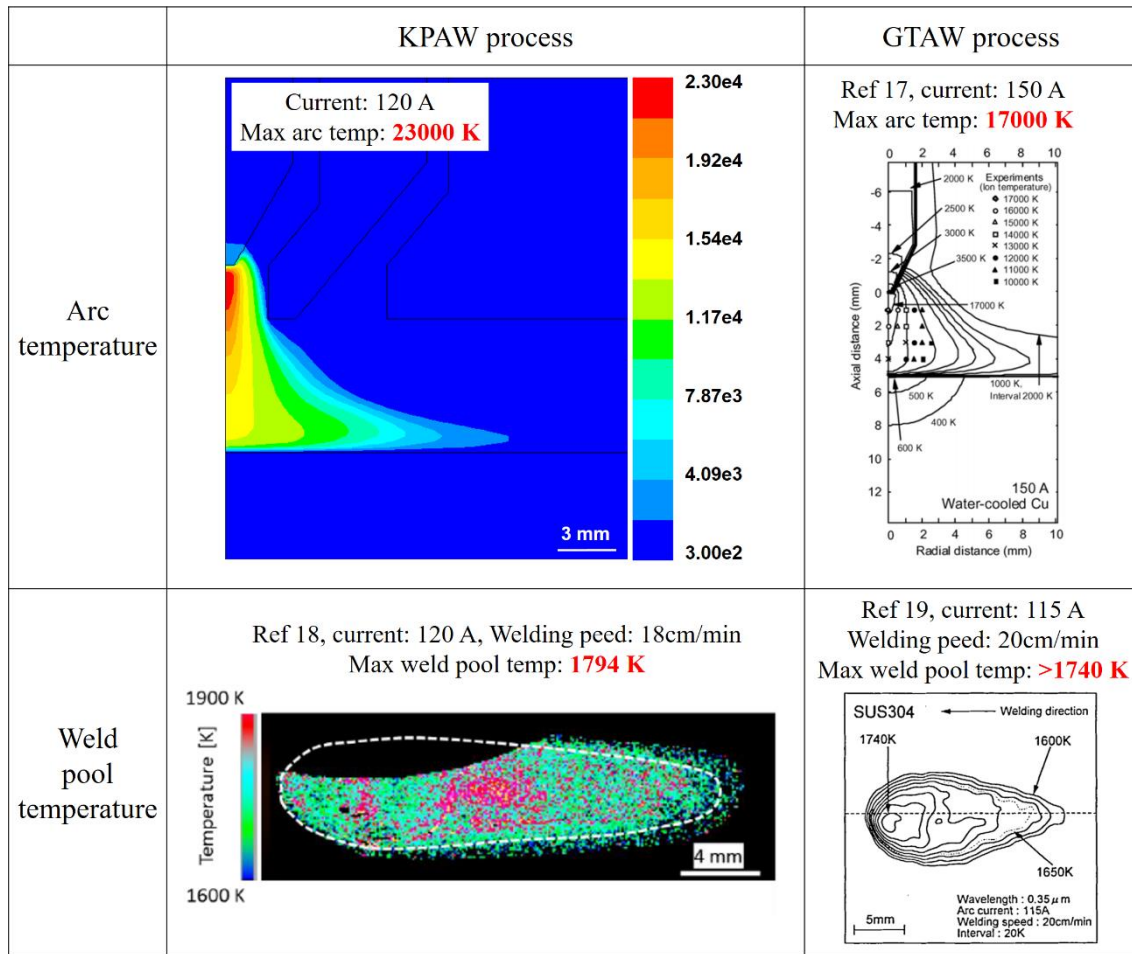 KPAW process
GTAW process
Arc
temperature
Current: 120 A
Max arc temp: 23000 K
2.30e4
1.92e4
1.54e4
1.17e4
7.87e3
4.09e3
3.00e2
3 mm
Ref 17, current: 150 A
Max arc temp: 17000 K
0 2 4 6 8 10
-6
-4
-2
0
2
4
6
8
10
12
Axial distance (mm)
2000 K
2500 K
3000 K
3500 K
17000 K
Experiments
(Ion temperature)
17000 K
16000 K
15000 K
14000 K
13000 K
12000 K
11000 K
10000 K
1000 K,
Interval 2000 K
500 K
400 K
600 K
150 A
Water-cooled Cu
0 2 4 6 8 10
Radial distance (mm)
Weld
pool
temperature
Ref 18, current: 120 A, Welding peed: 18cm/min
Max weld pool temp: 1794 K
1900 K
Temperature [K]
1600 K
4 mm
Ref 19, current: 115 A
Welding peed: 20cm/min
Max weld pool temp: >1740 K
SUS304
Welding direction
1740K
1600K
1650K
Wavelength : 0.35 μm
Arc current : 115A
Welding speed : 20cm/min
Interval : 20K
5mm